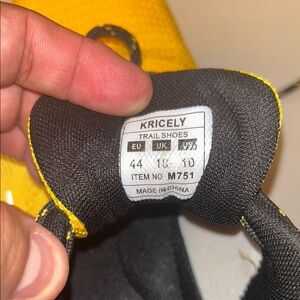 KRICELY
TRAIL SHOES
EU UK US
44 10
ITEM NO M751
MADE IN CHINA